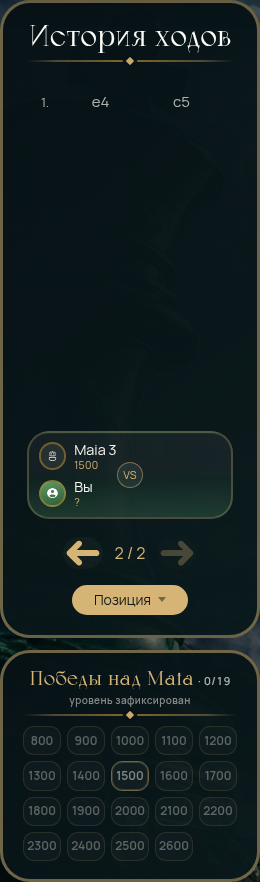 История ходов
1. e4 c5
Maia 3
1500
VS
Вы
?
2 / 2
Позиция
Победы над Maia · 0/19
уровень зафиксирован
800 900 1000 1100 1200
1300 1400 1500 1600 1700
1800 1900 2000 2100 2200
2300 2400 2500 2600